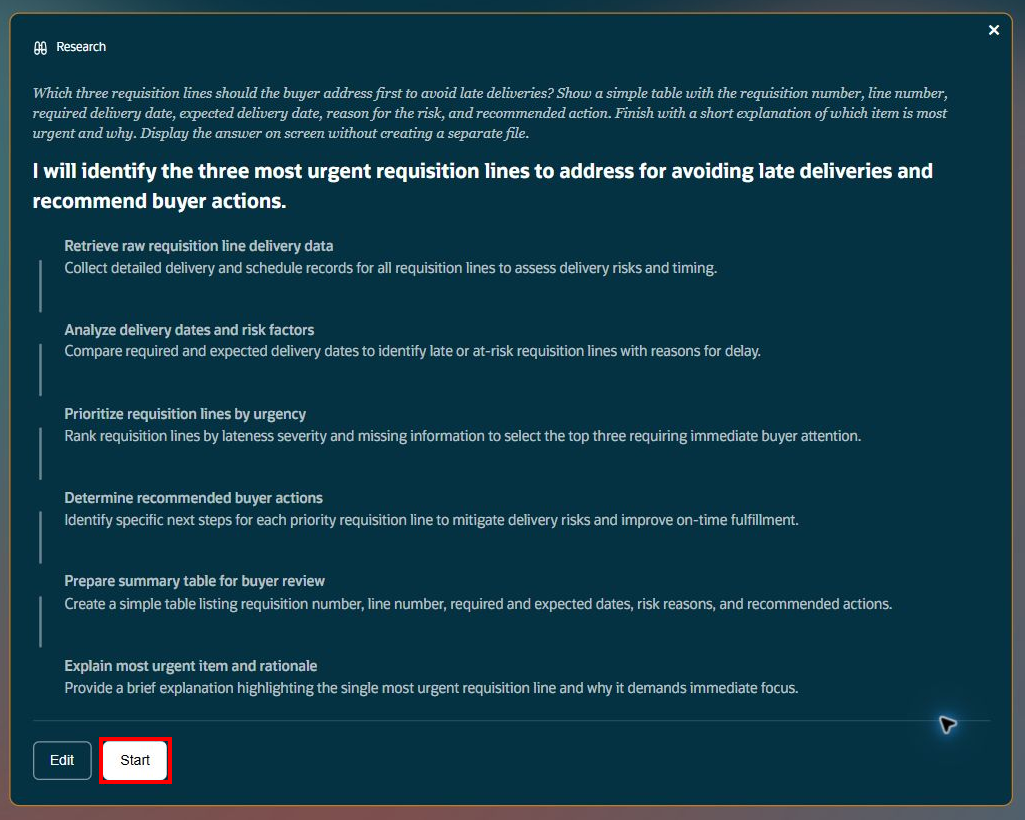 Research
Which three requisition lines should the buyer address first to avoid late deliveries? Show a simple table with the requisition number, line number,
required delivery date, expected delivery date, reason for the risk, and recommended action. Finish with a short explanation of which item is most
urgent and why. Display the answer on screen without creating a separate file.
I will identify the three most urgent requisition lines to address for avoiding late deliveries and
recommend buyer actions.
Retrieve raw requisition line delivery data
Collect detailed delivery and schedule records for all requisition lines to assess delivery risks and timing.
Analyze delivery dates and risk factors
Compare required and expected delivery dates to identify late or at-risk requisition lines with reasons for delay.
Prioritize requisition lines by urgency
Rank requisition lines by lateness severity and missing information to select the top three requiring immediate buyer attention.
Determine recommended buyer actions
Identify specific next steps for each priority requisition line to mitigate delivery risks and improve on-time fulfillment.
Prepare summary table for buyer review
Create a simple table listing requisition number, line number, required and expected dates, risk reasons, and recommended actions.
Explain most urgent item and rationale
Provide a brief explanation highlighting the single most urgent requisition line and why it demands immediate focus.
Edit
Start